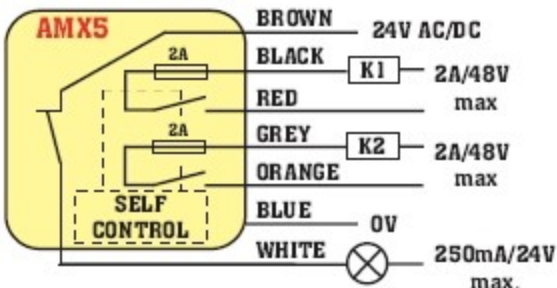 AMX5
BROWN
24V AC/DC
2A
BLACK
K1
2A/48V
max
RED
2A
GREY
K2
2A/48V
max
ORANGE
SELF
CONTROL
BLUE
0V
WHITE
250mA/24V
max.